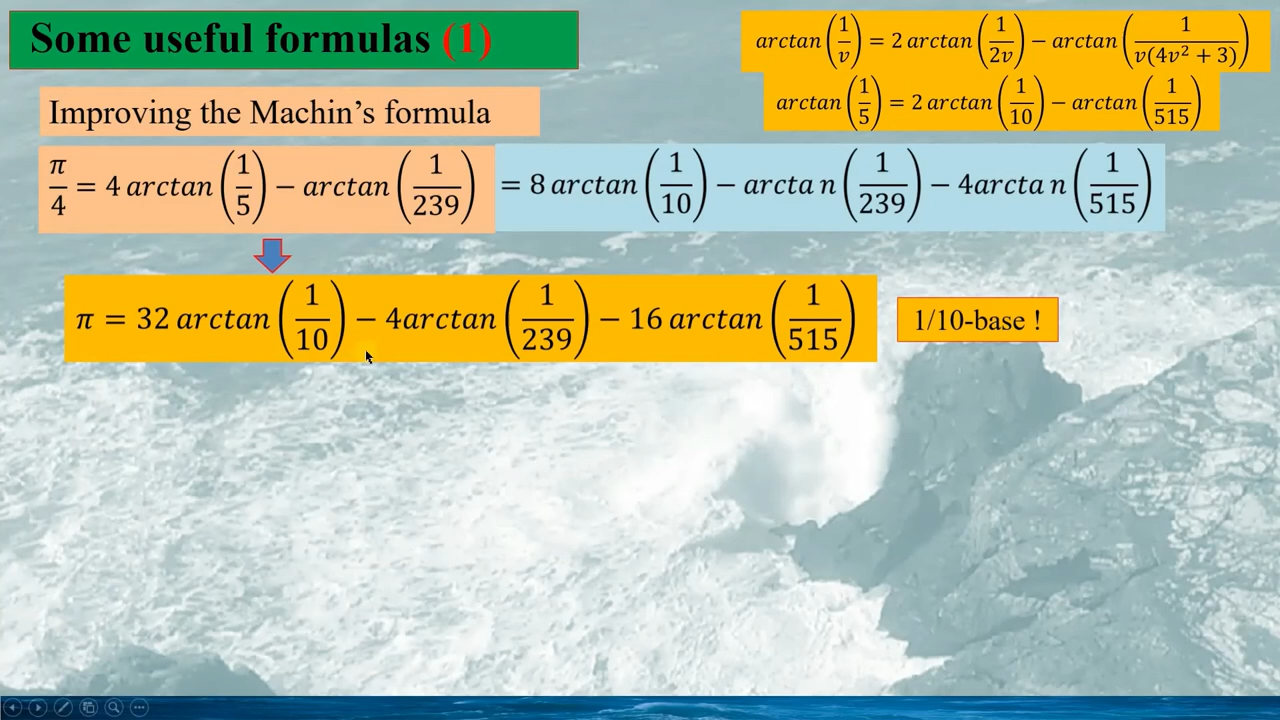 Some useful formulas (1)
arctan (1/v) = 2 arctan (1/2v) − arctan (1/v(4v² + 3))
arctan (1/5) = 2 arctan (1/10) − arctan (1/515)
Improving the Machin's formula
π/4 = 4 arctan (1/5) − arctan (1/239) = 8 arctan (1/10) − arcta n (1/239) − 4arcta n (1/515)
π = 32 arctan (1/10) − 4arctan (1/239) − 16 arctan (1/515)
1/10-base !